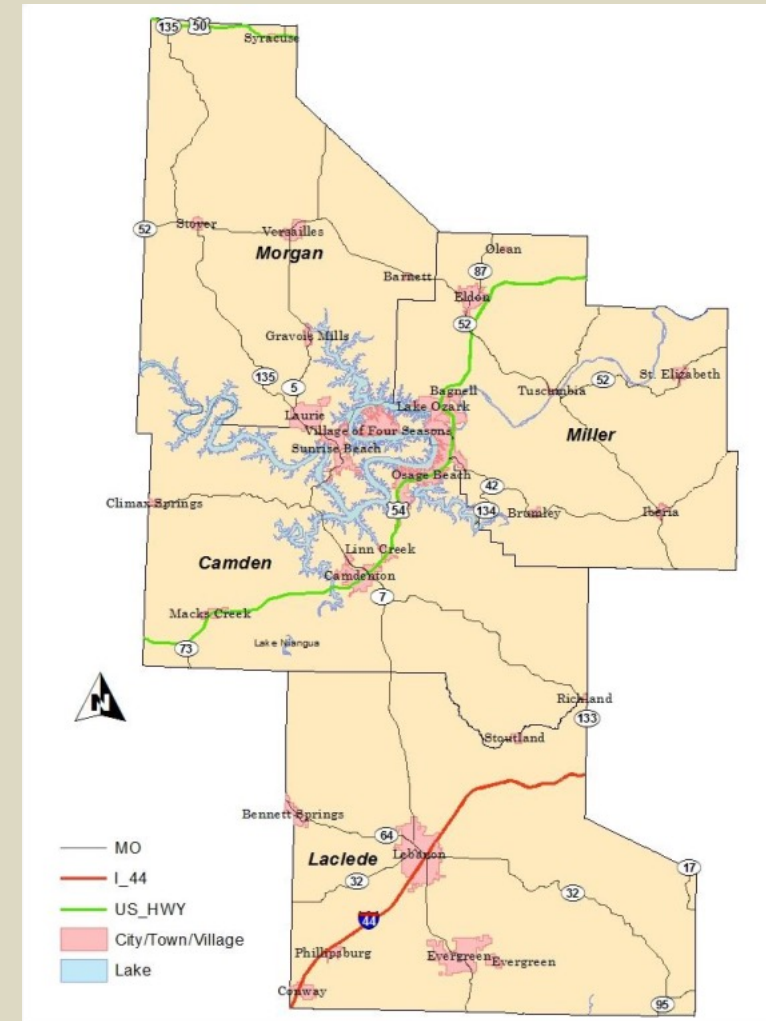 135 50
Syracuse
52
Stover
Versailles
Morgan
Olean
Barnett
87
Eldon
52
Gravois Mills
135
5
Bagnell
Tuscumbia
52
St. Elizabeth
Laurie
Lake Ozark
Village of Four Seasons
Miller
Sunrise Beach
Osage Beach
42
Climax Springs
54
134
Brumley
Iberia
Linn Creek
Camden
Camdenton
7
Macks Creek
73
Lake Niangua
N
Richland
133
Stoutland
Bennett Springs
64
Laclede
Lebanon
17
32
32
44
Phillipsburg
Evergreen
Evergreen
Conway
95
MO
I_44
US_HWY
City/Town/Village
Lake